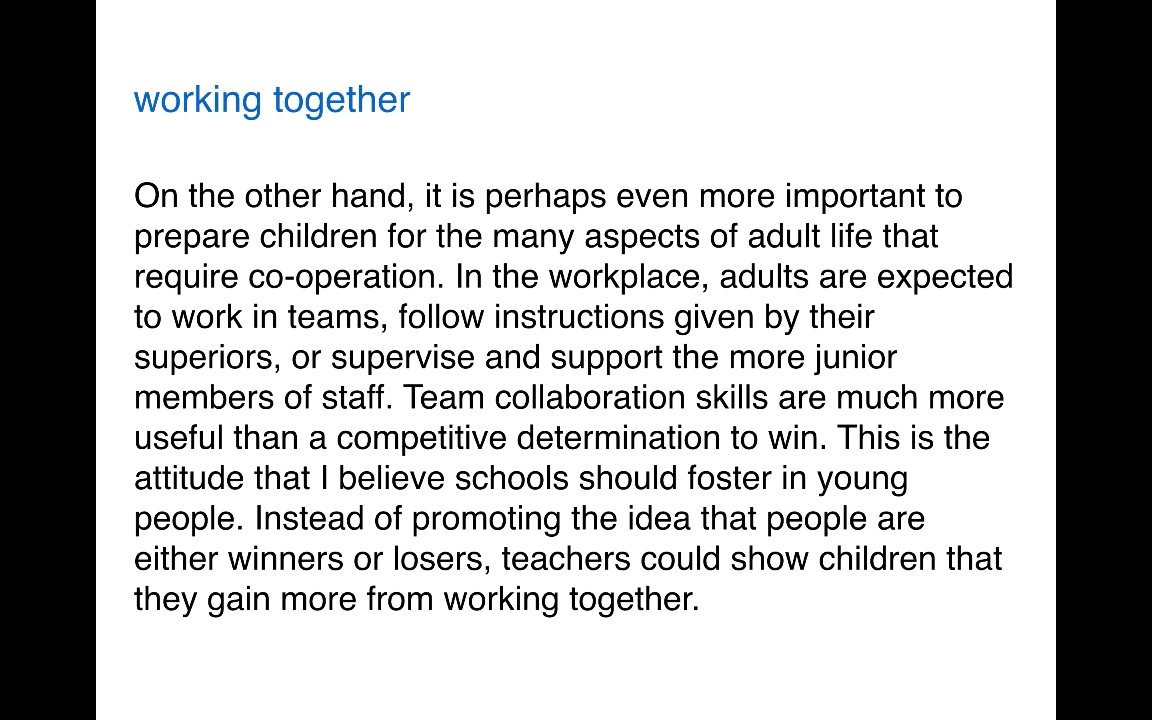 working together
On the other hand, it is perhaps even more important to
prepare children for the many aspects of adult life that
require co-operation. In the workplace, adults are expected
to work in teams, follow instructions given by their
superiors, or supervise and support the more junior
members of staff. Team collaboration skills are much more
useful than a competitive determination to win. This is the
attitude that I believe schools should foster in young
people. Instead of promoting the idea that people are
either winners or losers, teachers could show children that
they gain more from working together.